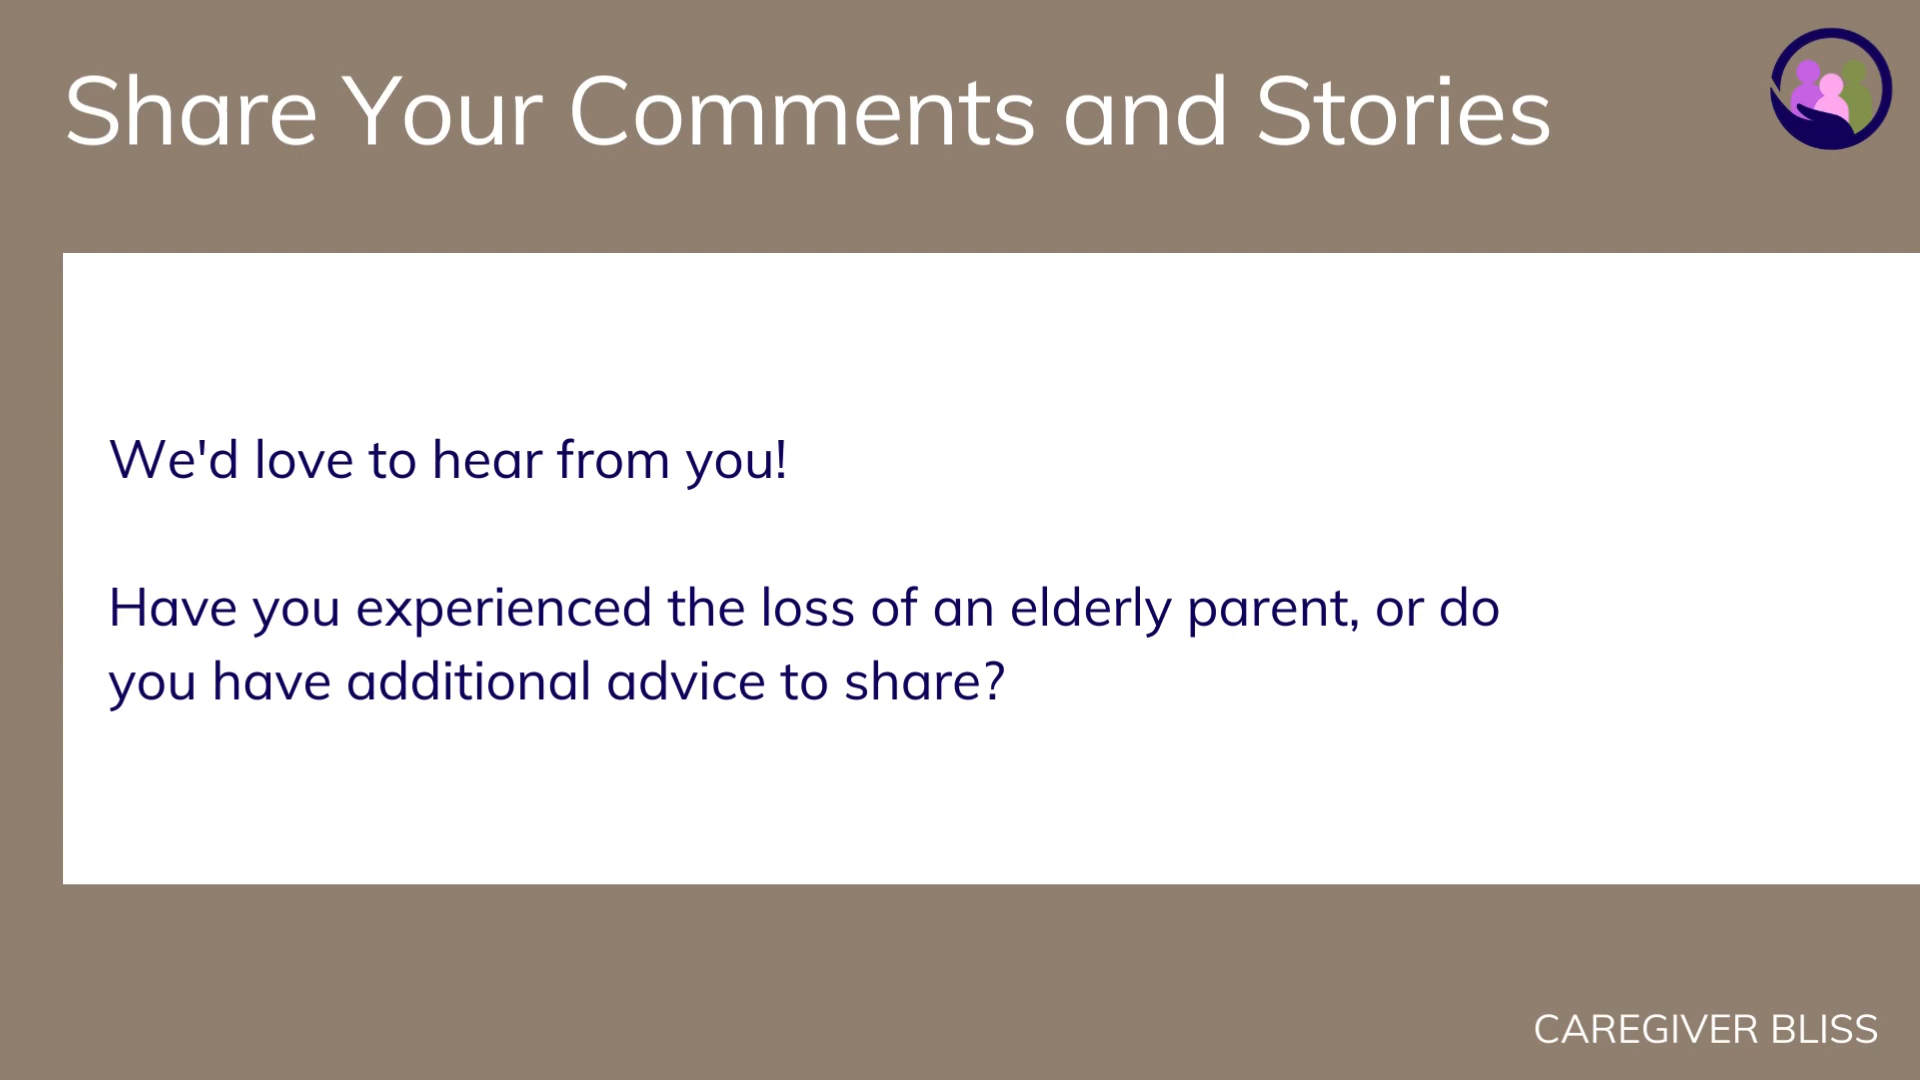 Share Your Comments and Stories
We'd love to hear from you!
Have you experienced the loss of an elderly parent, or do
you have additional advice to share?
CAREGIVER BLISS